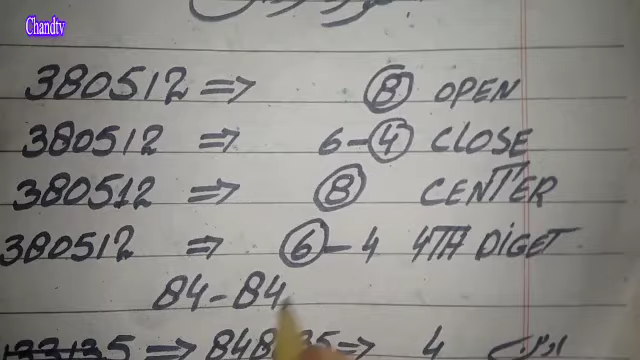 Chandtv
380512 ⇒ 8 OPEN
380512 ⇒ 6-4 CLOSE
380512 ⇒ 8 CENTER
380512 ⇒ 6-4 4TH DIGET
84-84
⇒ ⇒ 4